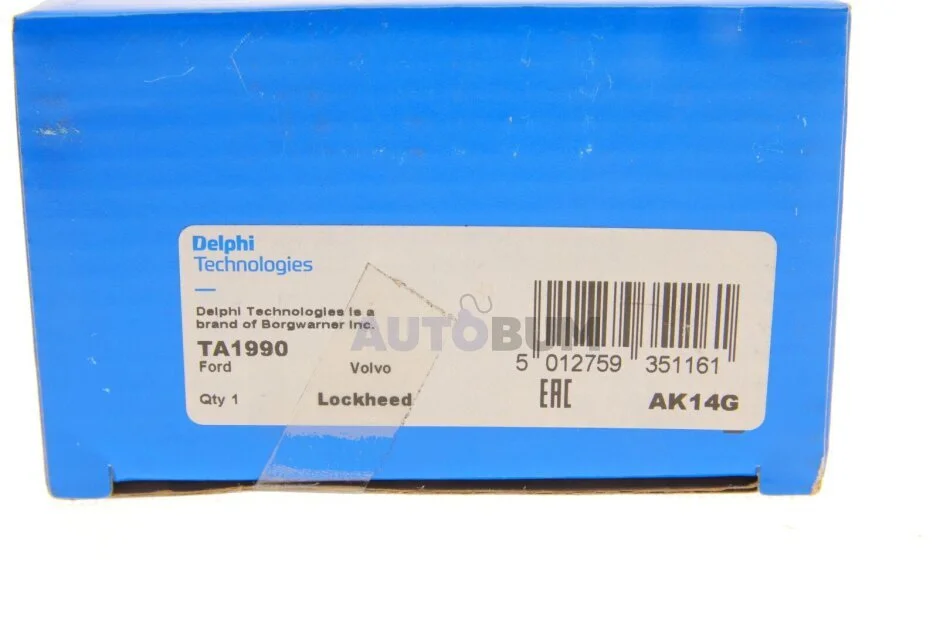 Delphi
Technologies
Delphi Technologies is a
brand of Borgwarner Inc.
AUTOBUM
TA1990
Ford Volvo
5 012759 351161
Qty 1 Lockheed EAC AK14G